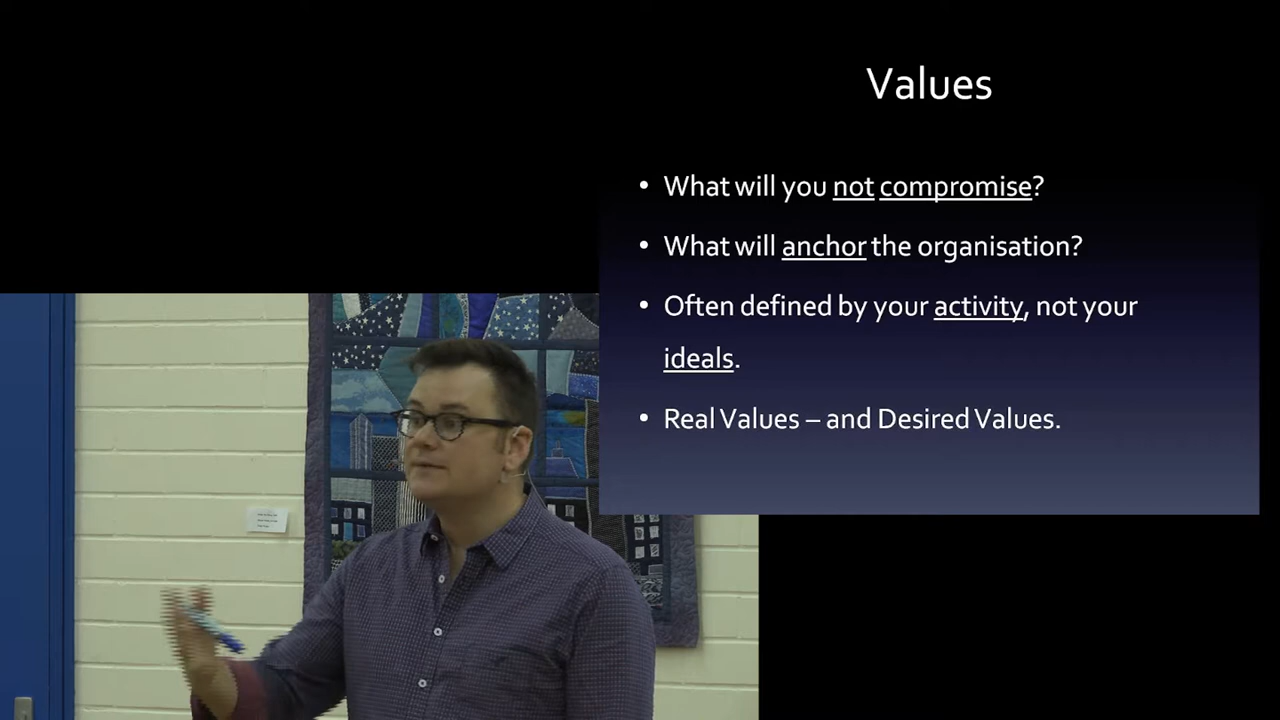 Values
• What will you not compromise?
• What will anchor the organisation?
• Often defined by your activity, not your
ideals.
• Real Values – and Desired Values.